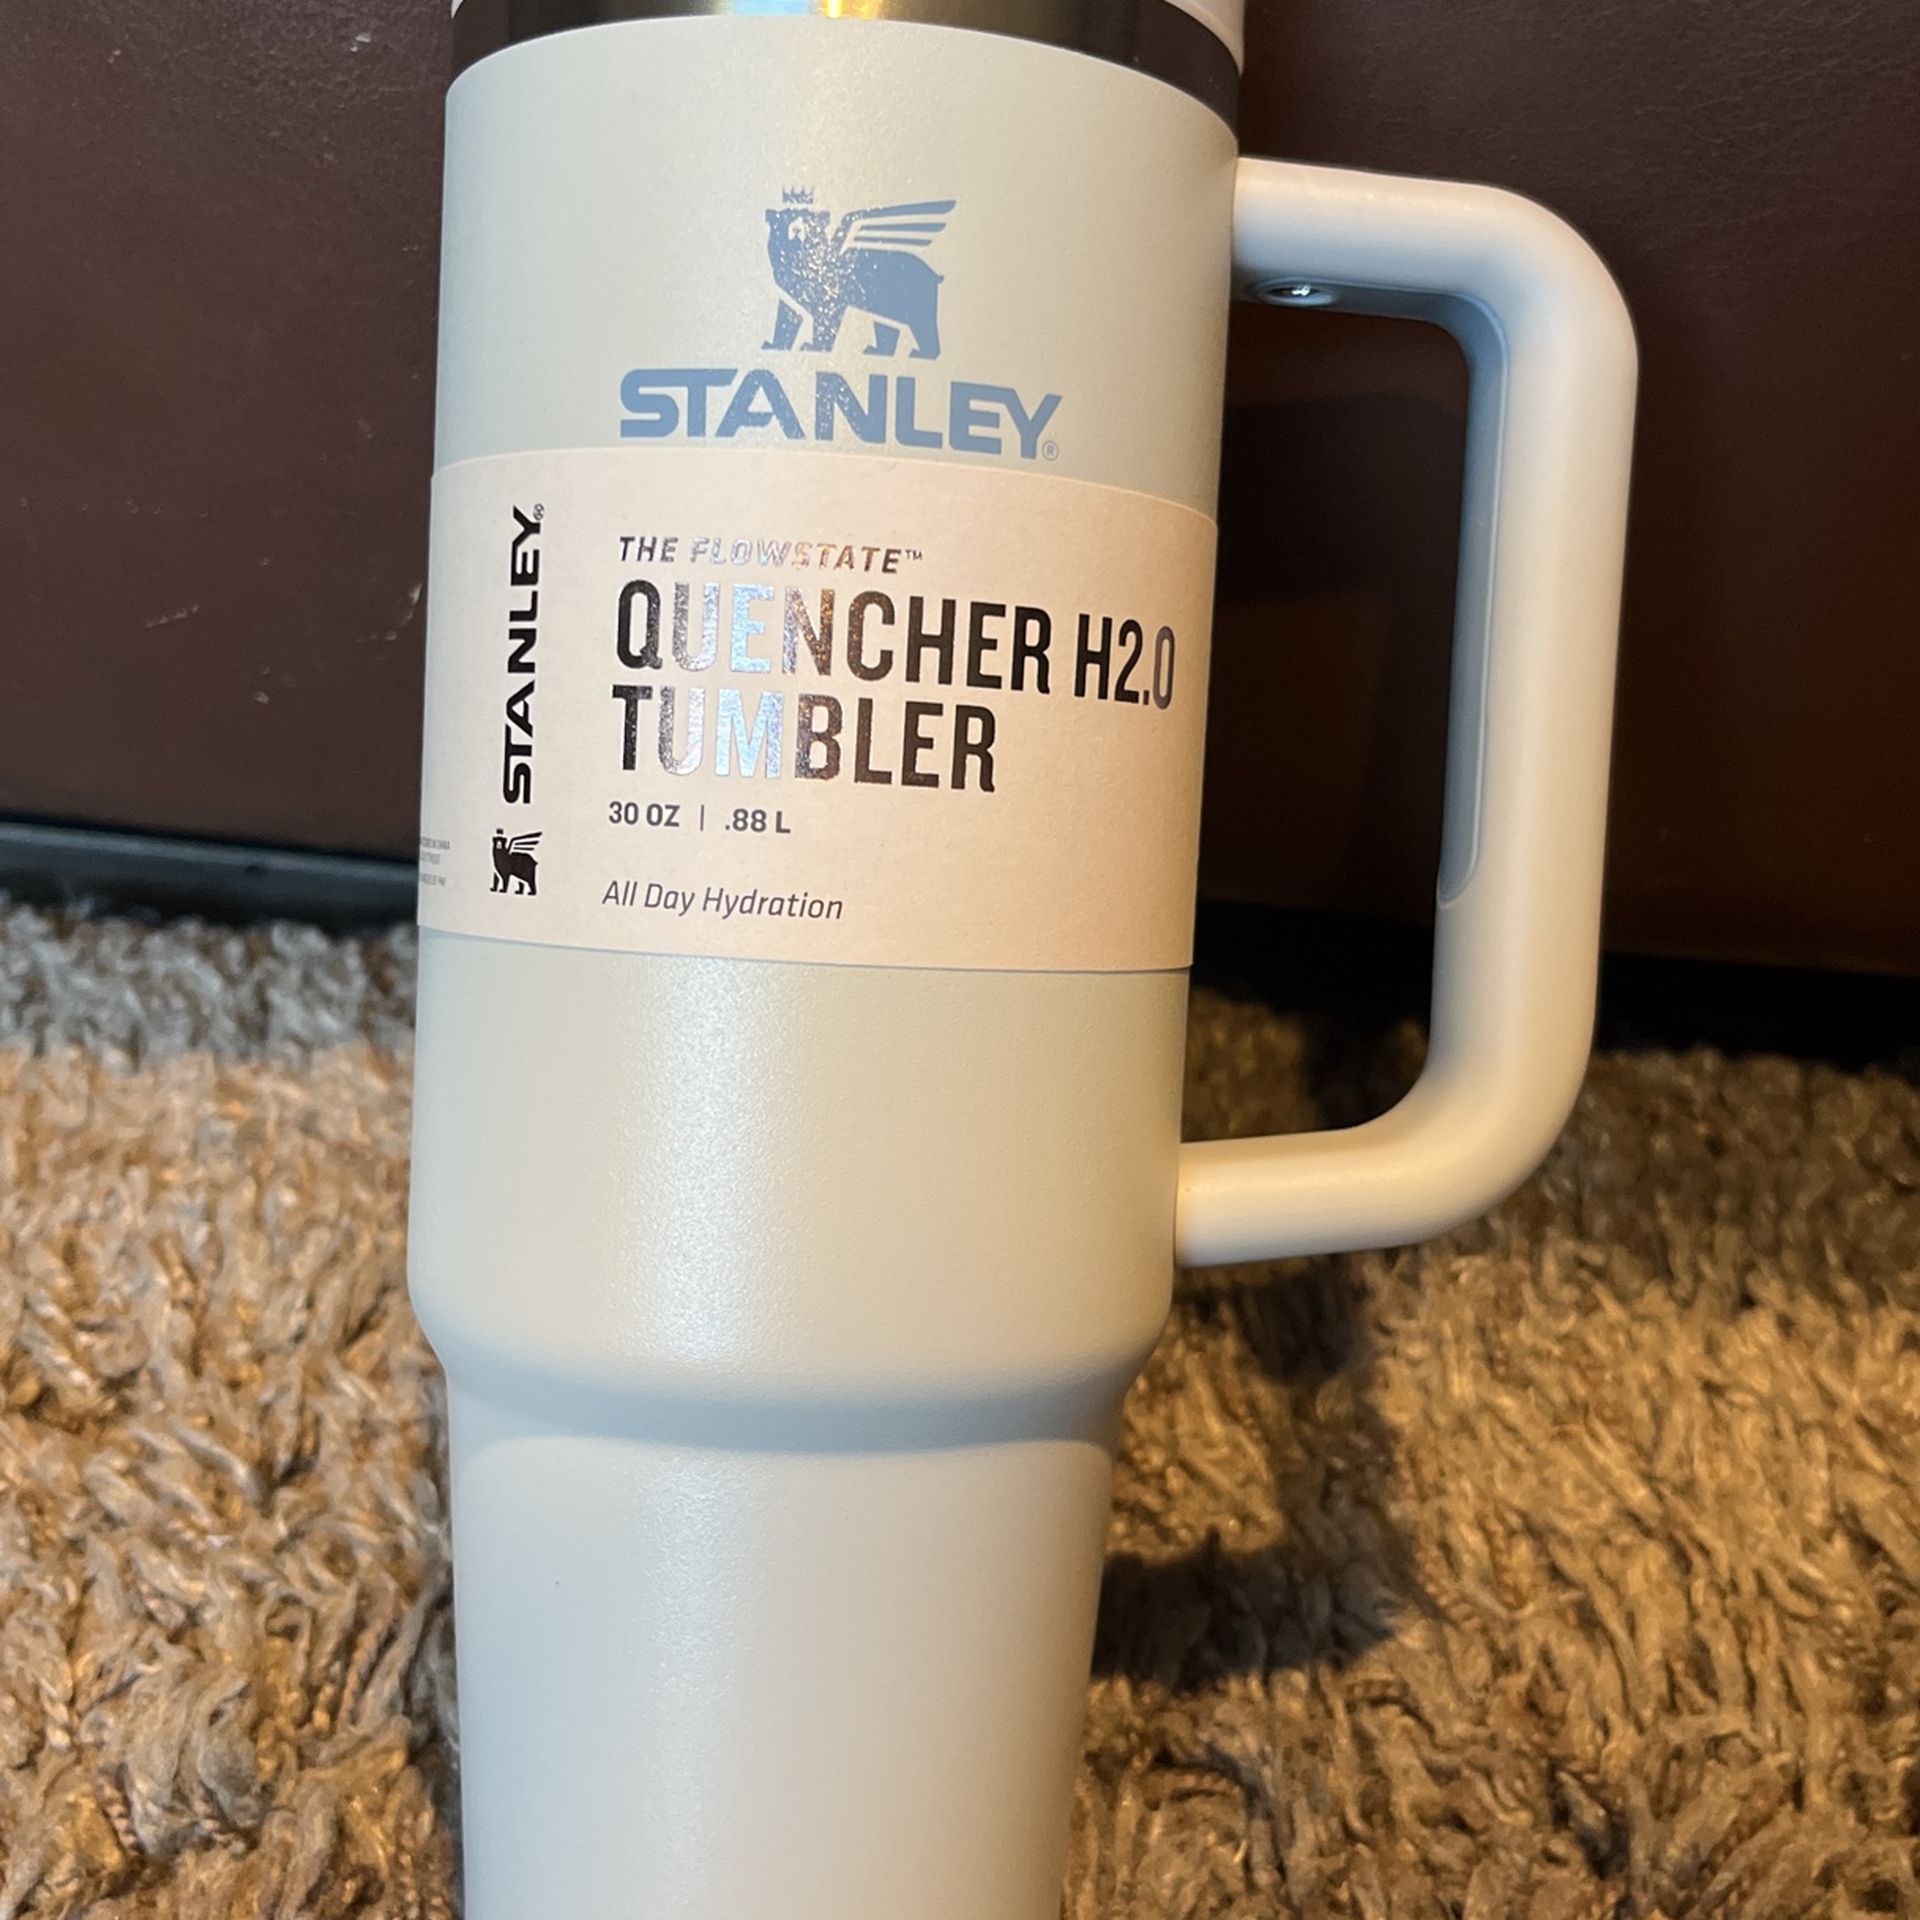 STANLEY®
STANLEY®
THE FLOWSTATE™
QUENCHER H2.0
TUMBLER
30 OZ | .88 L
All Day Hydration